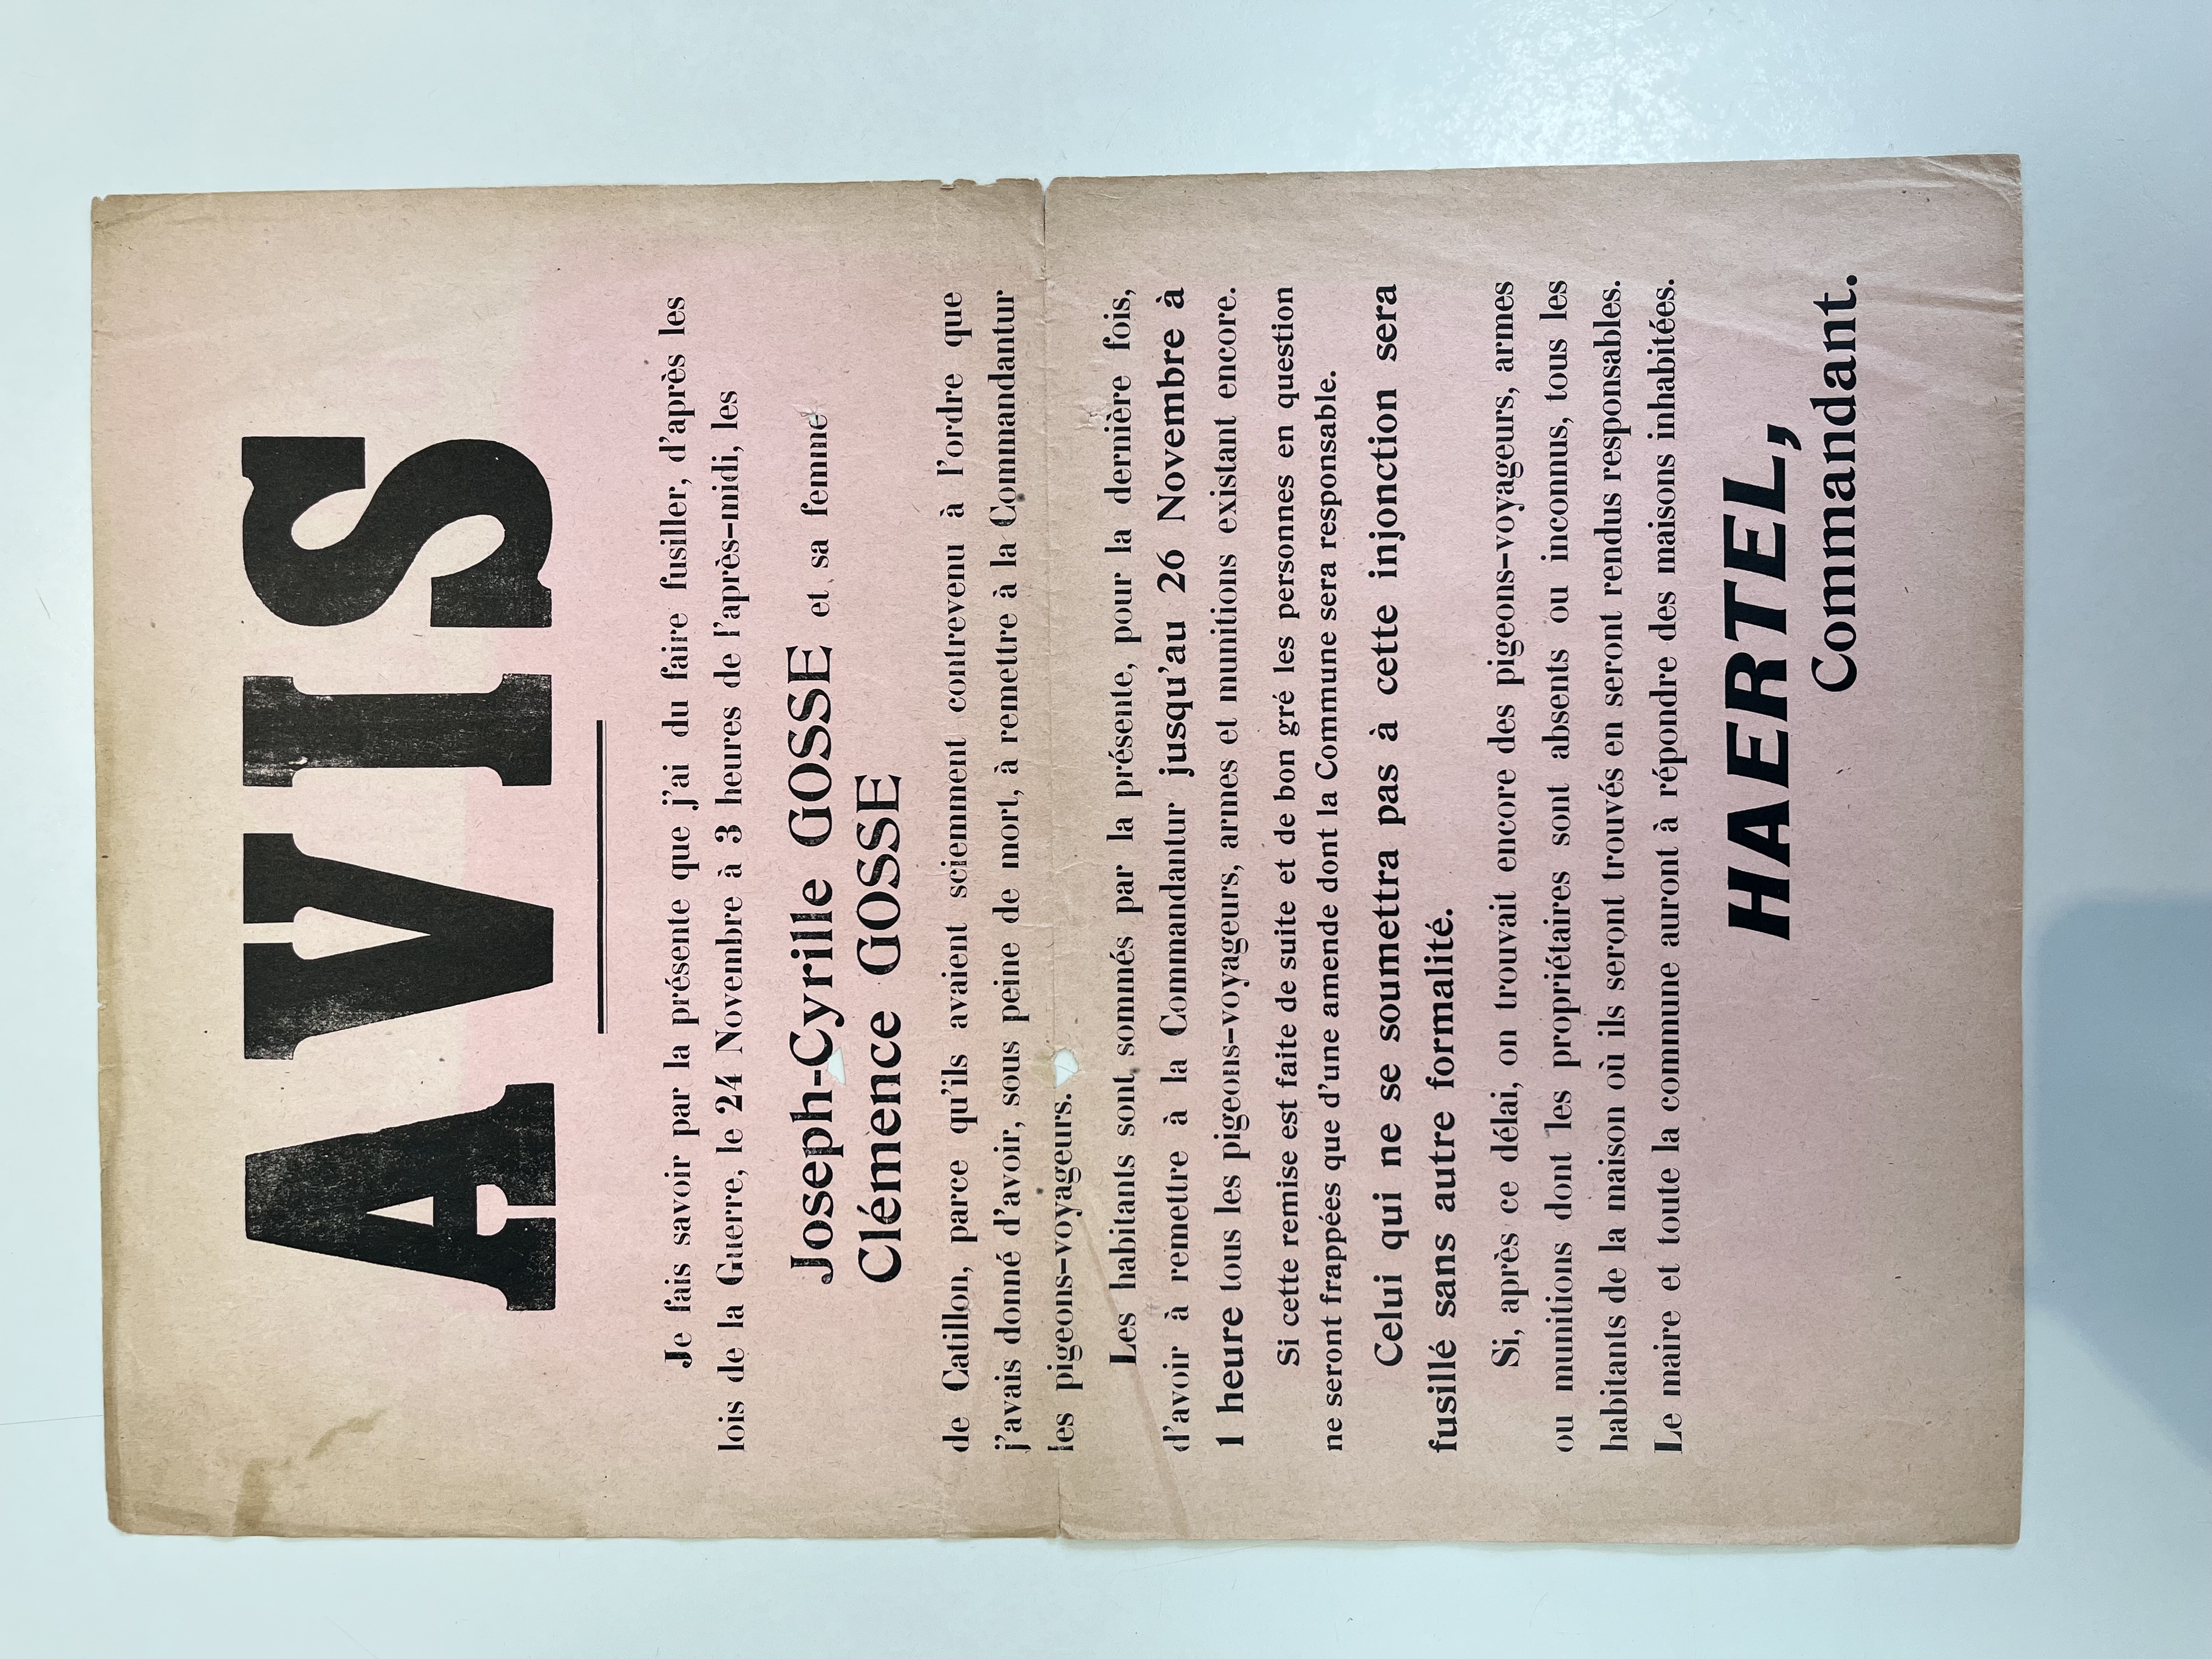 AVIS
Je fais savoir par la présente que j'ai du faire fusiller, d'après les
lois de la Guerre, le 24 Novembre à 3 heures de l'après-midi, les
Joseph-Cyrille GOSSE et sa femme
Clémence GOSSE
de Catillon, parce qu'ils avaient sciemment contrevenu à l'ordre que
j'avais donné d'avoir, sous peine de mort, à remettre à la Commandantur
les pigeons-voyageurs.
Les habitants sont sommés par la présente, pour la dernière fois,
d'avoir à remettre à la Commandantur jusqu'au 26 Novembre à
1 heure tous les pigeons-voyageurs, armes et munitions existant encore.
Si cette remise est faite de suite et de bon gré les personnes en question
ne seront frappées que d'une amende dont la Commune sera responsable.
Celui qui ne se soumettra pas à cette injonction sera
fusillé sans autre formalité.
Si, après ce délai, on trouvait encore des pigeons-voyageurs, armes
ou munitions dont les propriétaires sont absents ou inconnus, tous les
habitants de la maison où ils seront trouvés en seront rendus responsables.
Le maire et toute la commune auront à répondre des maisons inhabitées.
HAERTEL,
Commandant.